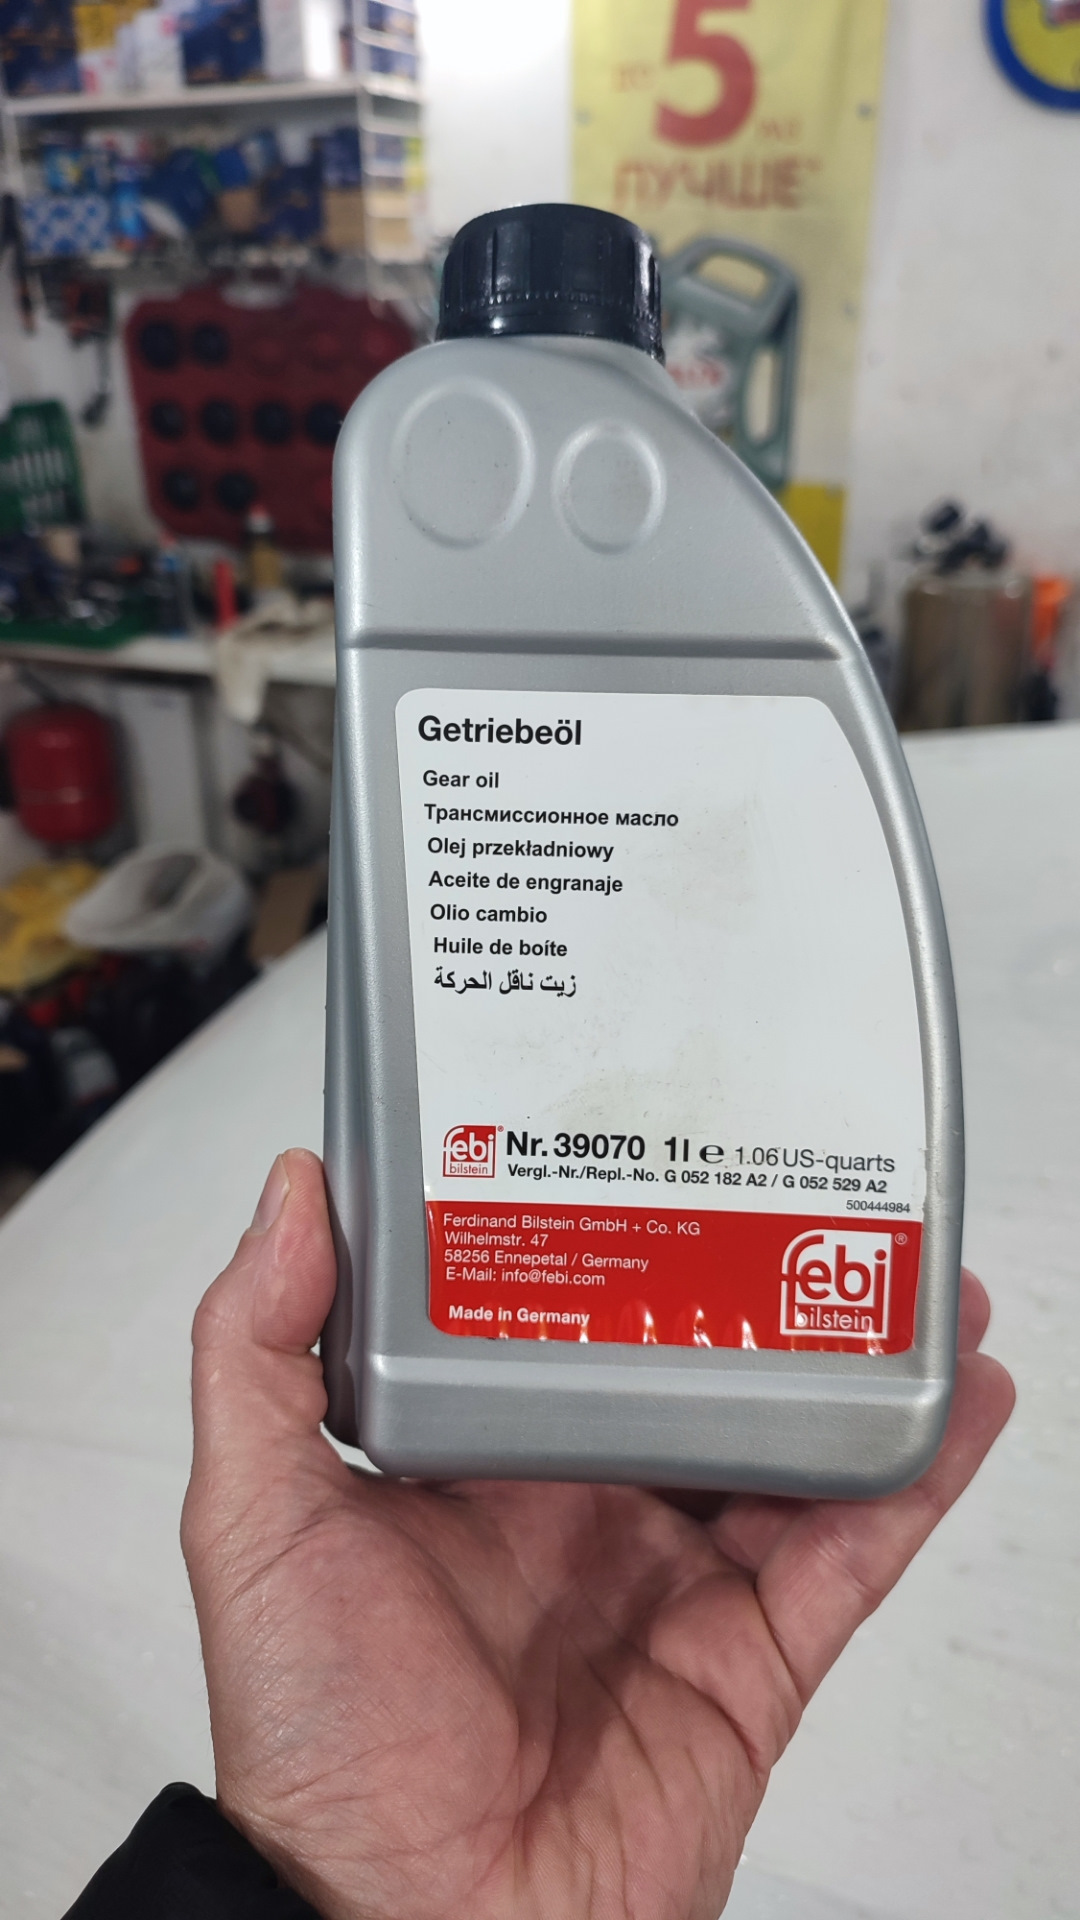 5
ЛУЧШЕ
Getriebeöl
Gear oil
Трансмиссионное масло
Olej przekładniowy
Aceite de engranaje
Olio cambio
Huile de boíte
زيت ناقل الحركة
febi® bilstein Nr. 39070 1l ℮ 1.06 US-quarts
Vergl.-Nr./Repl.-No. G 052 182 A2 / G 052 529 A2
500444984
Ferdinand Bilstein GmbH + Co. KG
Wilhelmstr. 47
58256 Ennepetal / Germany
E-Mail: info@febi.com
Made in Germany
febi®
bilstein